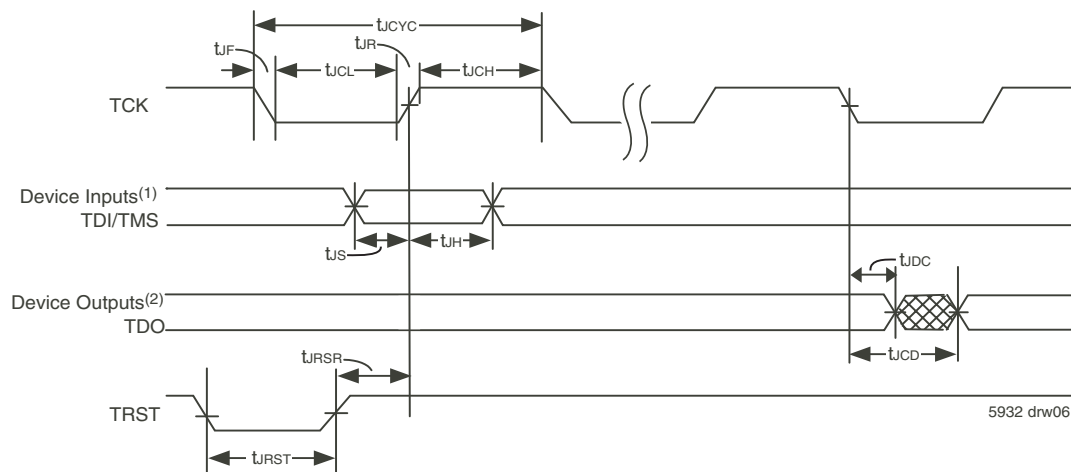 tJCYC
tJF
tJR
tJCL
tJCH
TCK
Device Inputs(1)
TDI/TMS
tJS
tJH
tJDC
Device Outputs(2)
TDO
tJRSR
tJCD
TRST
5932 drw06
tJRST